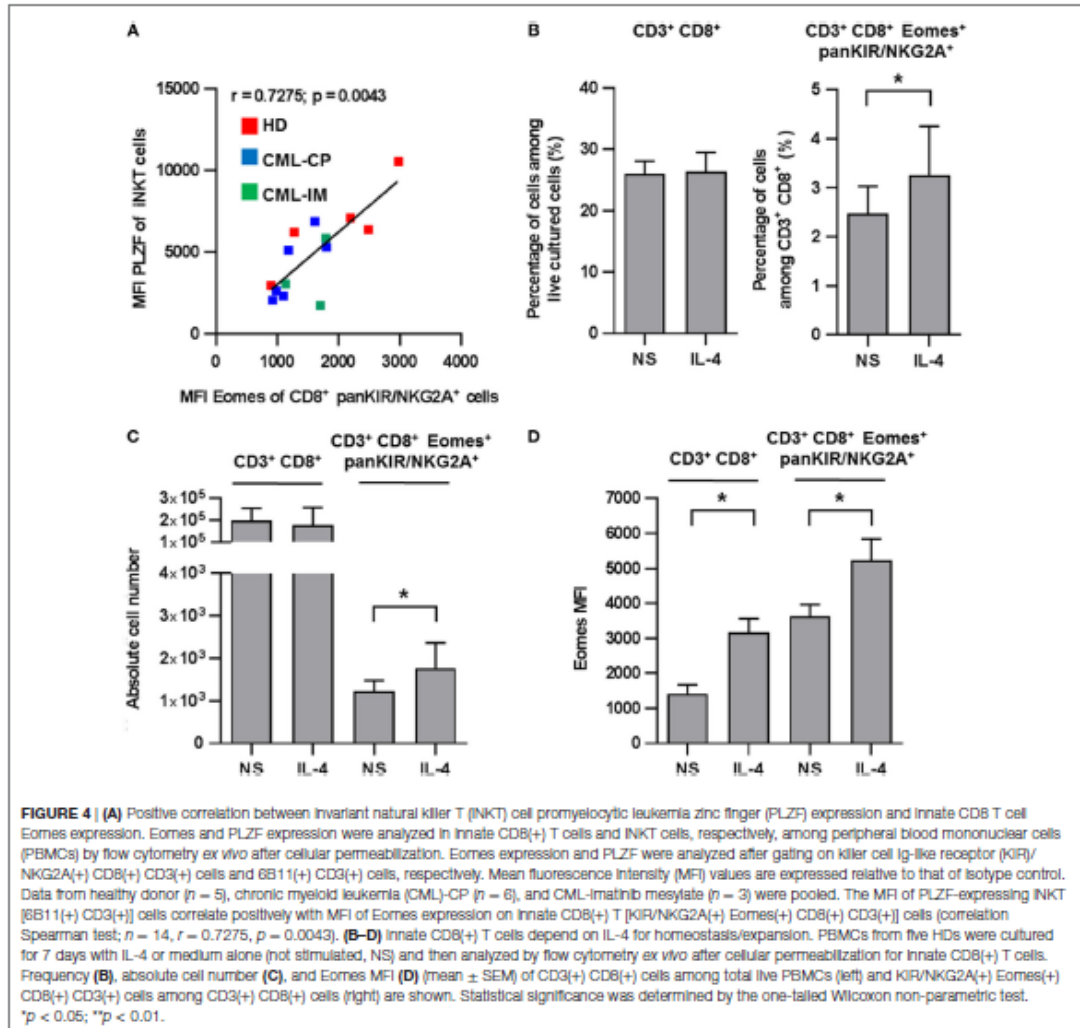 A
r = 0.7275; p = 0.0043
HD
CML-CP
CML-IM
15000
10000
5000
0
MFI PLZF of iNKT cells
0 1000 2000 3000 4000
MFI Eomes of CD8+ panKIR/NKG2A+ cells
B
CD3+ CD8+
40
30
20
10
0
Percentage of cells among
live cultured cells (%)
NS IL-4
CD3+ CD8+ Eomes+
panKIR/NKG2A+
*
5
4
3
2
1
0
Percentage of cells
among CD3+ CD8+ (%)
NS IL-4
C
CD3+ CD8+
CD3+ CD8+ Eomes+
panKIR/NKG2A+
3×10⁵
2×10⁵
1×10⁵
4×10³
3×10³
2×10³
1×10³
0
*
Absolute cell number
NS IL-4 NS IL-4
D
CD3+ CD8+
CD3+ CD8+ Eomes+
panKIR/NKG2A+
* *
7000
6000
5000
4000
3000
2000
1000
0
Eomes MFI
NS IL-4 NS IL-4
FIGURE 4 | (A) Positive correlation between invariant natural killer T (iNKT) cell promyelocytic leukemia zinc finger (PLZF) expression and innate CD8 T cell
Eomes expression. Eomes and PLZF expression were analyzed in innate CD8(+) T cells and iNKT cells, respectively, among peripheral blood mononuclear cells
(PBMCs) by flow cytometry ex vivo after cellular permeabilization. Eomes expression and PLZF were analyzed after gating on killer cell Ig-like receptor (KIR)/
NKG2A(+) CD8(+) CD3(+) cells and 6B11(+) CD3(+) cells, respectively. Mean fluorescence intensity (MFI) values are expressed relative to that of isotype control.
Data from healthy donor (n = 5), chronic myeloid leukemia (CML)-CP (n = 6), and CML-imatinib mesylate (n = 3) were pooled. The MFI of PLZF-expressing iNKT
[6B11(+) CD3(+)] cells correlate positively with MFI of Eomes expression on innate CD8(+) T [KIR/NKG2A(+) Eomes(+) CD8(+) CD3(+)] cells (correlation
Spearman test; n = 14, r = 0.7275, p = 0.0043). (B–D) Innate CD8(+) T cells depend on IL-4 for homeostasis/expansion. PBMCs from five HDs were cultured
for 7 days with IL-4 or medium alone (not stimulated, NS) and then analyzed by flow cytometry ex vivo after cellular permeabilization for innate CD8(+) T cells.
Frequency (B), absolute cell number (C), and Eomes MFI (D) (mean ± SEM) of CD3(+) CD8(+) cells among total live PBMCs (left) and KIR/NKG2A(+) Eomes(+)
CD8(+) CD3(+) cells among CD3(+) CD8(+) cells (right) are shown. Statistical significance was determined by the one-tailed Wilcoxon non-parametric test.
*p < 0.05; **p < 0.01.